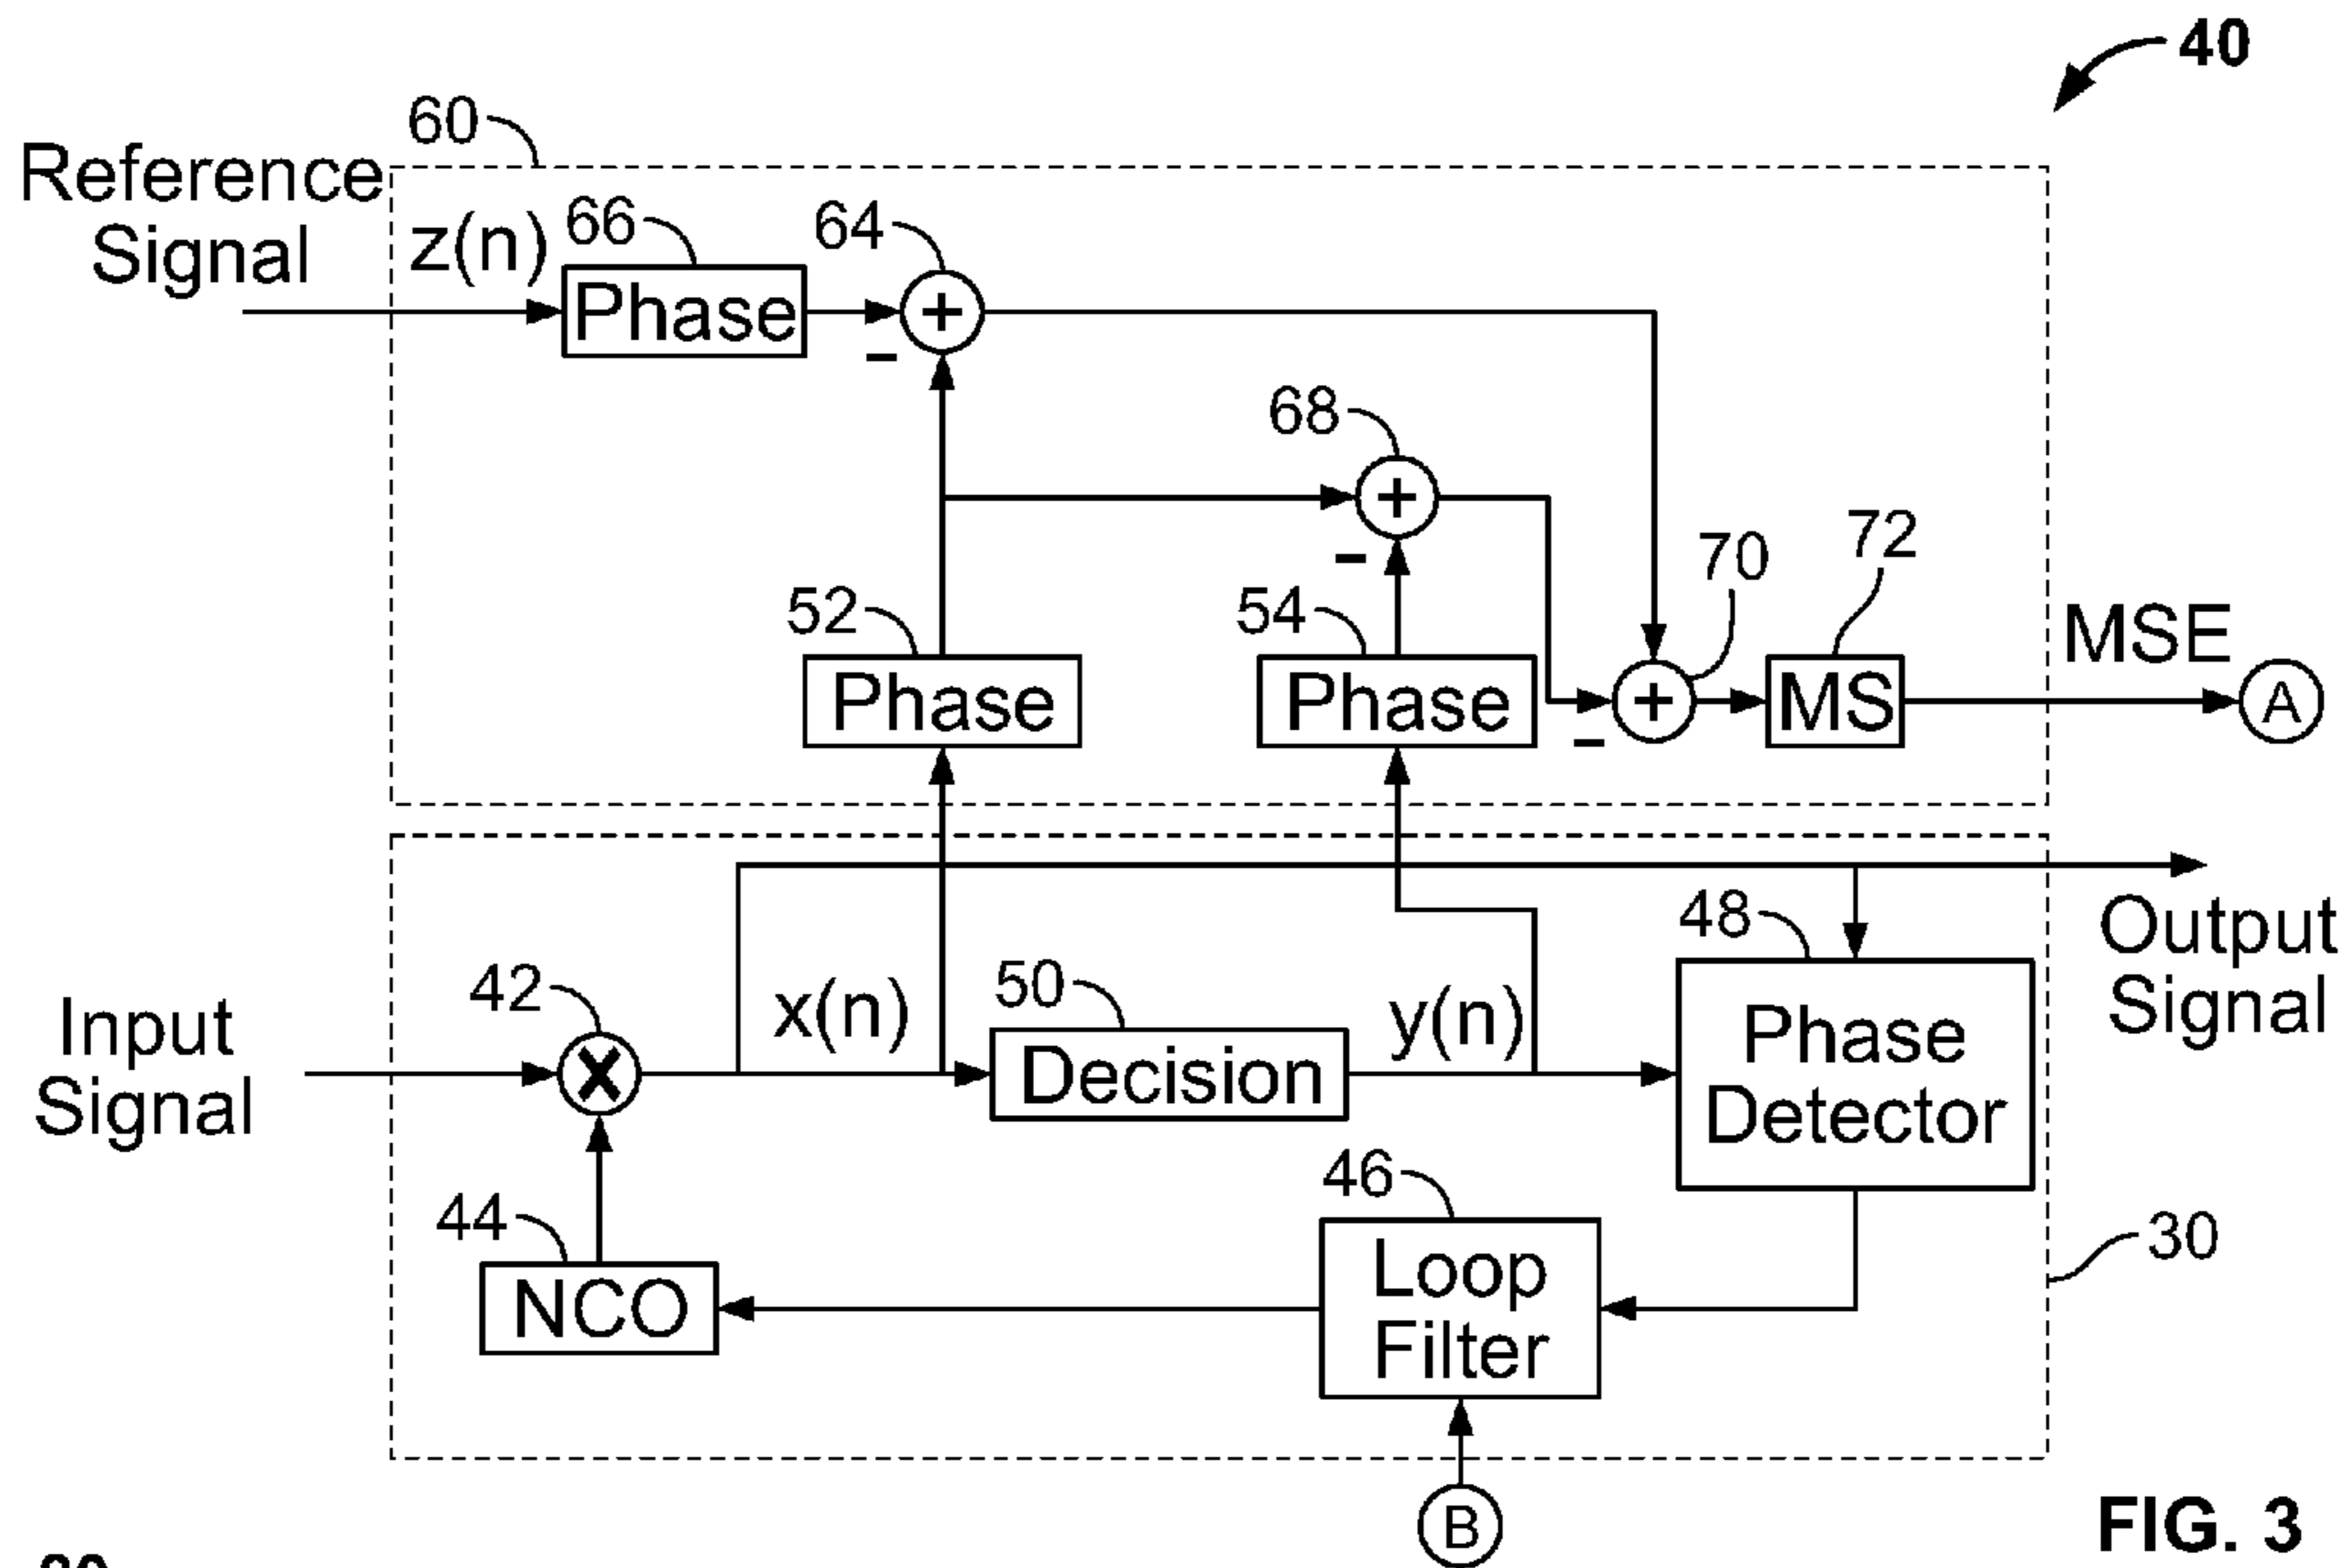 40
60
Reference
Signal
z(n)
66
Phase
64
+
-
68
+
-
52
Phase
54
Phase
70
+
-
72
MS
MSE
A
Output
Signal
48
Phase
Detector
Input
Signal
42
X
x(n)
50
Decision
y(n)
46
Loop
Filter
44
NCO
30
B
FIG. 3